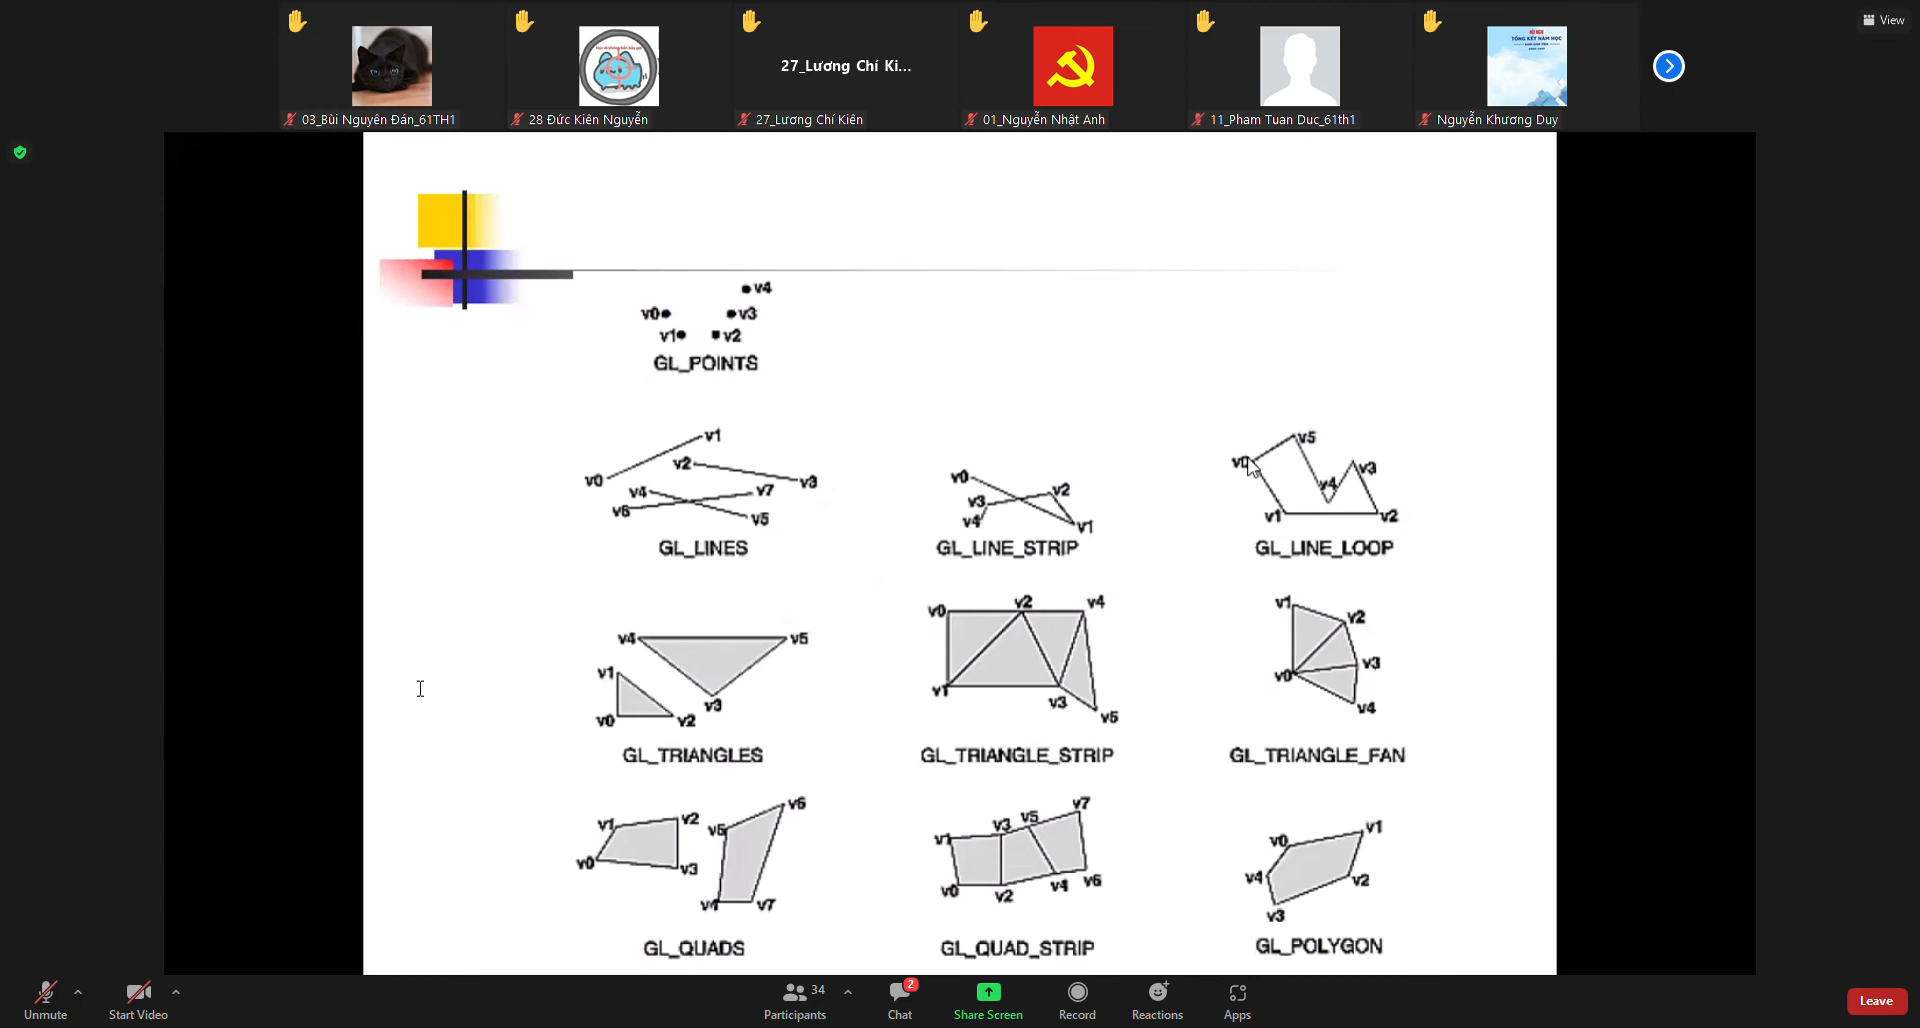 View
27_Lương Chí Ki...
TỔNG KẾT NĂM HỌC
03_Bùi Nguyên Đán_61TH1
28 Đức Kiên Nguyễn
27_Lương Chí Kiên
01_Nguyễn Nhật Anh
11_Pham Tuan Duc_61th1
Nguyễn Khương Duy
v4
v0 v3
v1 v2
GL_POINTS
v1
v2
v0 v3
v4 v7
v6 v5
GL_LINES
v0
v2
v3
v4 v1
GL_LINE_STRIP
v5
v0 v3
v4
v1 v2
GL_LINE_LOOP
v4 v5
v1
v3
v0 v2
GL_TRIANGLES
v0 v2 v4
v1 v3
v5
GL_TRIANGLE_STRIP
v1
v2
v3
v0
v4
GL_TRIANGLE_FAN
v6
v1 v2 v5
v0 v3
v4 v7
GL_QUADS
v7
v1 v3 v5
v0 v2 v4 v6
GL_QUAD_STRIP
v0 v1
v4 v2
v3
GL_POLYGON
Unmute
Start Video
34
Participants
2
Chat
Share Screen
Record
Reactions
Apps
Leave